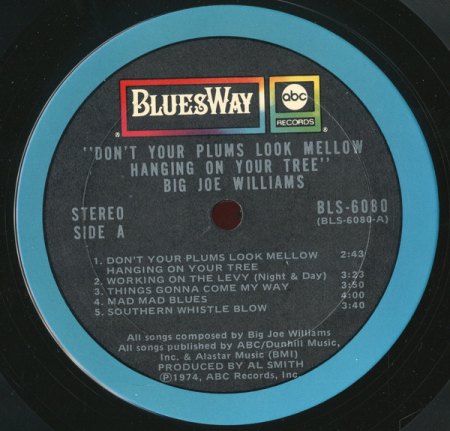 BLUESWAY
abc
RECORDS
"DON'T YOUR PLUMS LOOK MELLOW
HANGING ON YOUR TREE"
BIG JOE WILLIAMS
STEREO
SIDE A
BLS-6080
(BLS-6080-A)
1. DON'T YOUR PLUMS LOOK MELLOW HANGING ON YOUR TREE 2:43
2. WORKING ON THE LEVY (Night & Day) 3:23
3. THINGS GONNA COME MY WAY 3:50
4. MAD MAD BLUES 4:00
5. SOUTHERN WHISTLE BLOW 3:40
All songs composed by Big Joe Williams
All songs published by ABC/Dunhill Music,
Inc. & Alastar Music (BMI)
PRODUCED BY AL SMITH
Ⓟ1974, ABC Records, Inc.